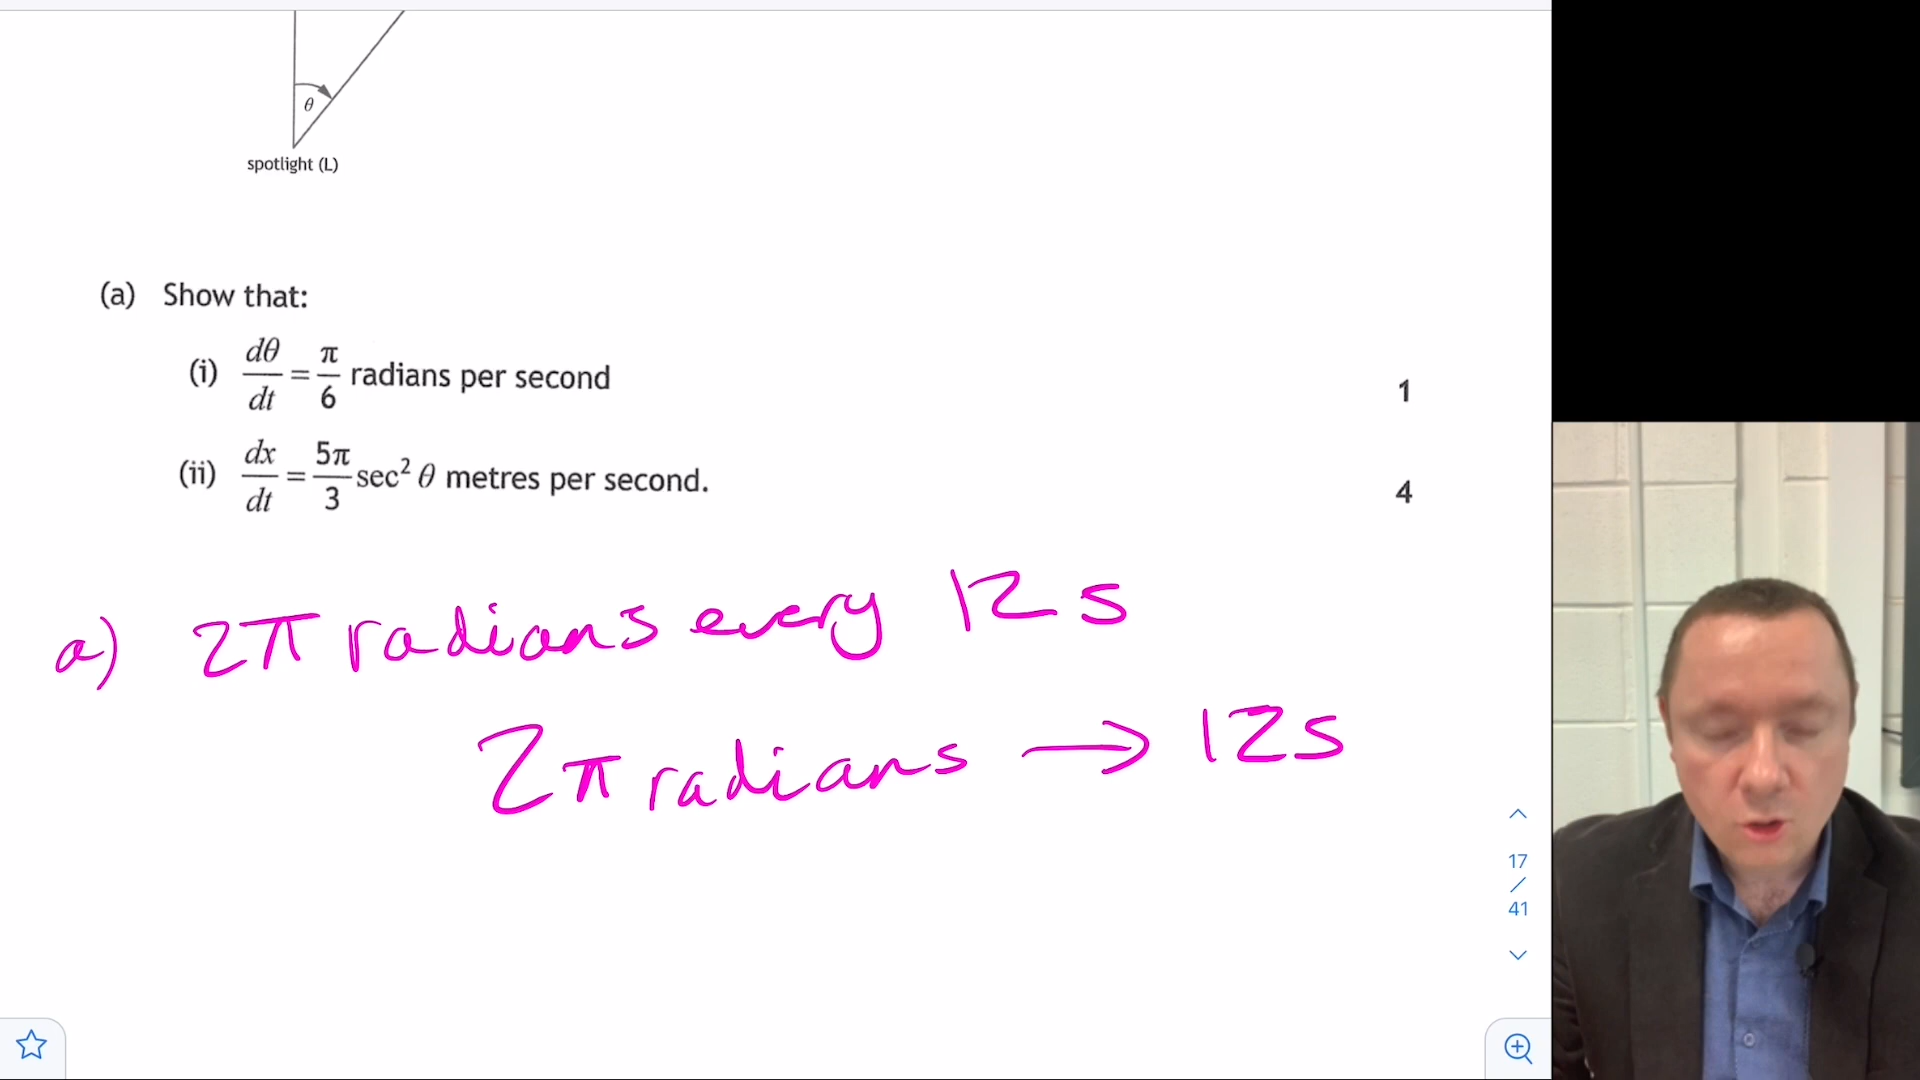 θ
spotlight (L)
(a) Show that:
(i) dθ/dt = π/6 radians per second 1
(ii) dx/dt = 5π/3 sec² θ metres per second. 4
a) 2π radians every 12 s
2π radians → 12s
17
/
41